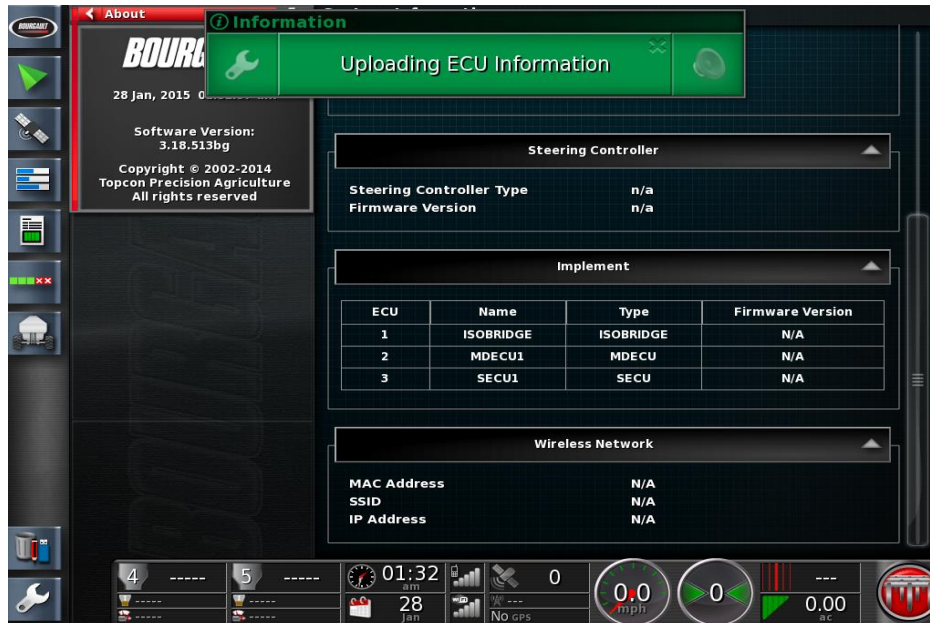 BOURGAULT
About
Information
Uploading ECU Information
28 Jan, 2015
Software Version:
3.18.513bg
Copyright © 2002-2014
Topcon Precision Agriculture
All rights reserved
Steering Controller
Steering Controller Type n/a
Firmware Version n/a
Implement
ECU Name Type Firmware Version
1 ISOBRIDGE ISOBRIDGE N/A
2 MDECU1 MDECU N/A
3 SECU1 SECU N/A
Wireless Network
MAC Address N/A
SSID N/A
IP Address N/A
4 ----- 5 ----- 01:32 am 0 0.0 mph 0 ---
----- ----- 28 Jan --- No GPS 0.00 ac
----- -----